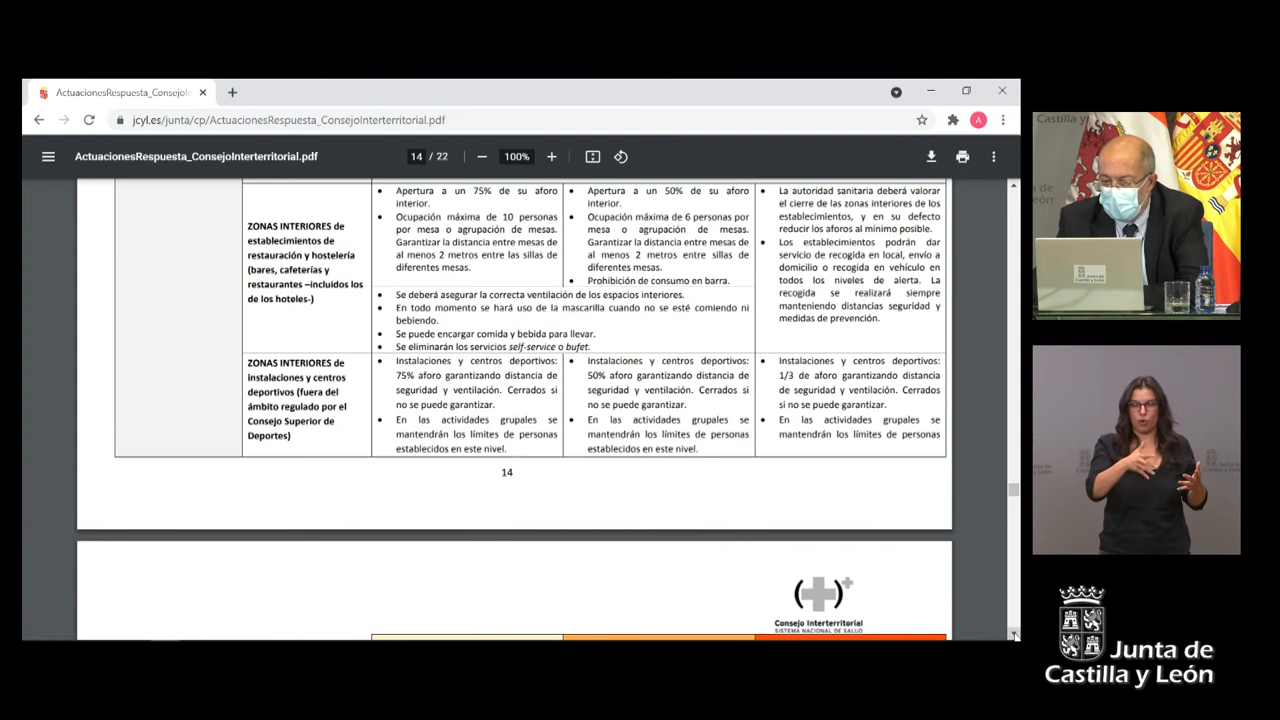 ActuacionesRespuesta_ConsejoIn
jcyl.es/junta/cp/ActuacionesRespuesta_ConsejoInterterritorial.pdf
A
ActuacionesRespuesta_ConsejoInterterritorial.pdf
14 / 22
100%
ZONAS INTERIORES de
establecimientos de
restauración y hostelería
(bares, cafeterías y
restaurantes –incluidos los
de los hoteles-)
• Apertura a un 75% de su aforo
interior.
• Ocupación máxima de 10 personas
por mesa o agrupación de mesas.
Garantizar la distancia entre mesas de
al menos 2 metros entre las sillas de
diferentes mesas.
• Apertura a un 50% de su aforo
interior.
• Ocupación máxima de 6 personas por
mesa o agrupación de mesas.
Garantizar la distancia entre mesas de
al menos 2 metros entre sillas de
diferentes mesas.
• Prohibición de consumo en barra.
• Se deberá asegurar la correcta ventilación de los espacios interiores.
• En todo momento se hará uso de la mascarilla cuando no se esté comiendo ni
bebiendo.
• Se puede encargar comida y bebida para llevar.
• Se eliminarán los servicios self-service o bufet.
• La autoridad sanitaria deberá valorar
el cierre de las zonas interiores de los
establecimientos, y en su defecto
reducir los aforos al mínimo posible.
• Los establecimientos podrán dar
servicio de recogida en local, envío a
domicilio o recogida en vehículo en
todos los niveles de alerta. La
recogida se realizará siempre
manteniendo distancias seguridad y
medidas de prevención.
ZONAS INTERIORES de
instalaciones y centros
deportivos (fuera del
ámbito regulado por el
Consejo Superior de
Deportes)
• Instalaciones y centros deportivos:
75% aforo garantizando distancia de
seguridad y ventilación. Cerrados si
no se puede garantizar.
• En las actividades grupales se
mantendrán los límites de personas
establecidos en este nivel.
• Instalaciones y centros deportivos:
50% aforo garantizando distancia de
seguridad y ventilación. Cerrados si
no se puede garantizar.
• En las actividades grupales se
mantendrán los límites de personas
establecidos en este nivel.
• Instalaciones y centros deportivos:
1/3 de aforo garantizando distancia
de seguridad y ventilación. Cerrados
si no se puede garantizar.
• En las actividades grupales se
mantendrán los límites de personas
14
Consejo Interterritorial
SISTEMA NACIONAL DE SALUD
Castilla y
Junta de
Castilla y León